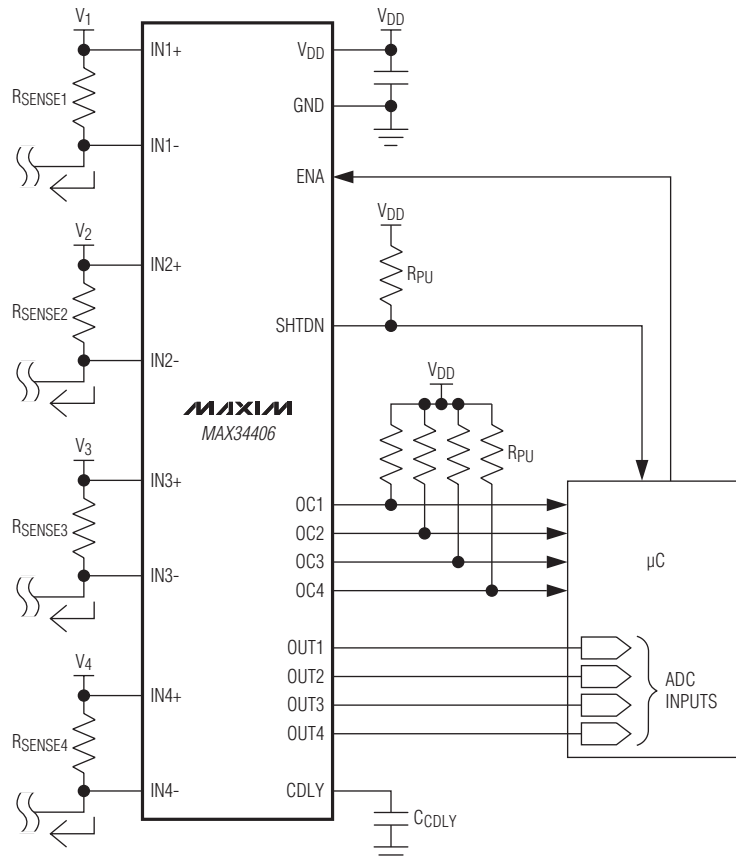 V1
IN1+
RSENSE1
IN1-
V2
IN2+
RSENSE2
IN2-
V3
IN3+
RSENSE3
IN3-
V4
IN4+
RSENSE4
IN4-
MAXIM
MAX34406
VDD
VDD
GND
ENA
VDD
RPU
SHTDN
VDD
RPU
OC1
OC2
OC3
OC4
OUT1
OUT2
OUT3
OUT4
CDLY
CCDLY
µC
ADC
INPUTS